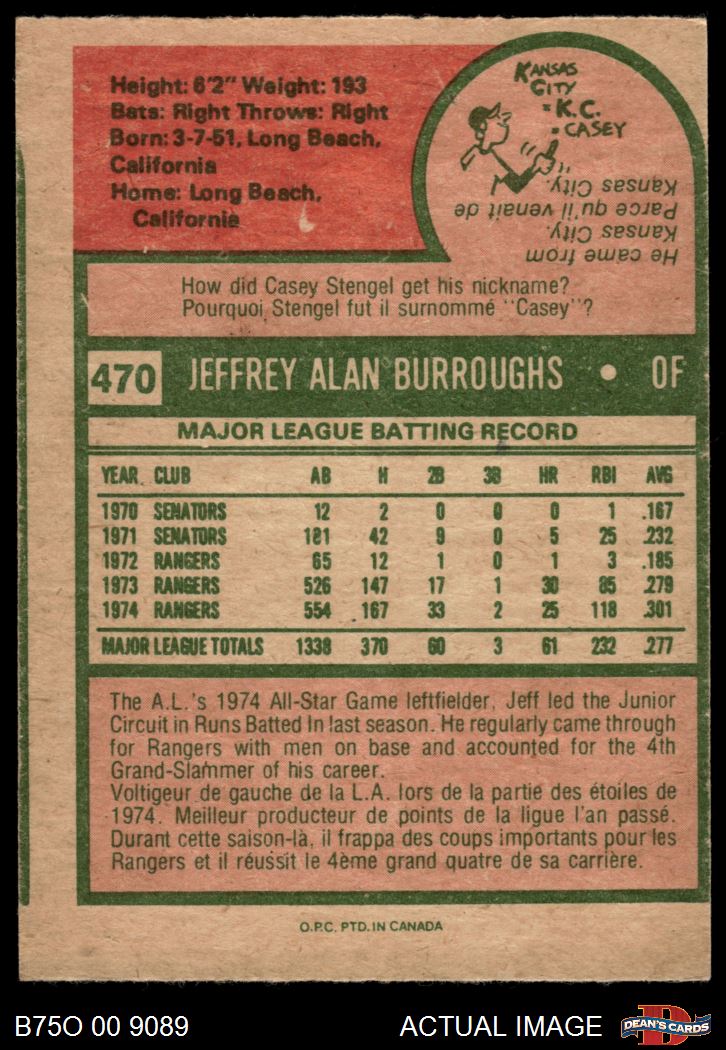 Height: 6'2" Weight: 193
Bats: Right Throws: Right
Born: 3-7-51, Long Beach,
California
Home: Long Beach,
California
KANSAS
CITY
= K.C.
= CASEY
He came from
Kansas City.
Parce qu'il venait de
Kansas City.
How did Casey Stengel get his nickname?
Pourquoi Stengel fut il surnommé "Casey"?
470 JEFFREY ALAN BURROUGHS • OF
MAJOR LEAGUE BATTING RECORD
YEAR CLUB AB H 2B 3B HR RBI AVG
1970 SENATORS 12 2 0 0 0 1 .167
1971 SENATORS 181 42 9 0 5 25 .232
1972 RANGERS 65 12 1 0 1 3 .185
1973 RANGERS 526 147 17 1 30 85 .279
1974 RANGERS 554 167 33 2 25 118 .301
MAJOR LEAGUE TOTALS 1338 370 60 3 61 232 .277
The A.L.'s 1974 All-Star Game leftfielder, Jeff led the Junior
Circuit in Runs Batted In last season. He regularly came through
for Rangers with men on base and accounted for the 4th
Grand-Slammer of his career.
Voltigeur de gauche de la L.A. lors de la partie des étoiles de
1974. Meilleur producteur de points de la ligue l'an passé.
Durant cette saison-là, il frappa des coups importants pour les
Rangers et il réussit le 4ème grand quatre de sa carrière.
O.P.C. PTD. IN CANADA
B75O 00 9089
ACTUAL IMAGE
D
DEAN'S CARDS